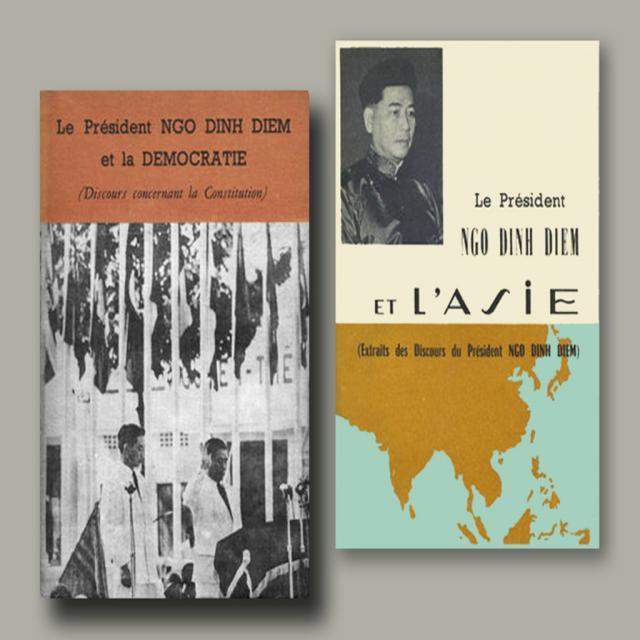 Le Président NGO DINH DIEM
et la DEMOCRATIE
(Discours concernant la Constitution)
Le Président
NGO DINH DIEM
ET L'ASIE
(Extraits des Discours du Président NGO DINH DIEM)